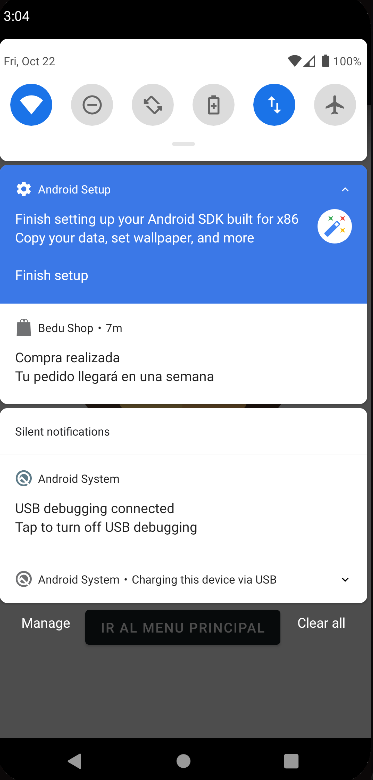 3:04
Fri, Oct 22
100%
Android Setup
Finish setting up your Android SDK built for x86
Copy your data, set wallpaper, and more
Finish setup
Bedu Shop • 7m
Compra realizada
Tu pedido llegará en una semana
Silent notifications
Android System
USB debugging connected
Tap to turn off USB debugging
Android System • Charging this device via USB
Manage
IR AL MENU PRINCIPAL
Clear all